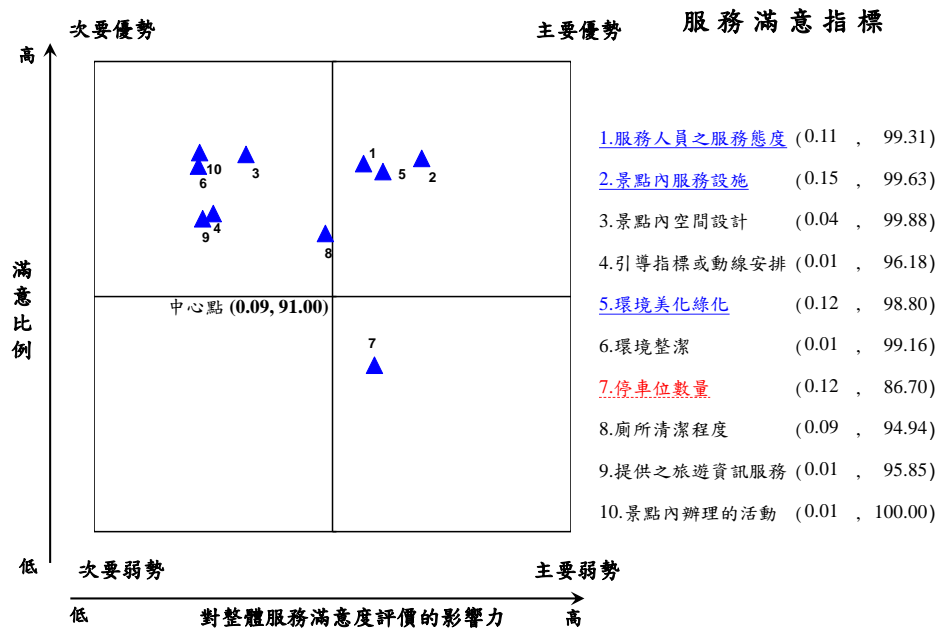 服務滿意指標
次要優勢
主要優勢
高
1
10
3
5
2
6
4
9
8
滿意比例
中心點 (0.09, 91.00)
7
低
次要弱勢
主要弱勢
低
對整體服務滿意度評價的影響力
高
1.服務人員之服務態度 (0.11 , 99.31)
2.景點內服務設施 (0.15 , 99.63)
3.景點內空間設計 (0.04 , 99.88)
4.引導指標或動線安排 (0.01 , 96.18)
5.環境美化綠化 (0.12 , 98.80)
6.環境整潔 (0.01 , 99.16)
7.停車位數量 (0.12 , 86.70)
8.廁所清潔程度 (0.09 , 94.94)
9.提供之旅遊資訊服務 (0.01 , 95.85)
10.景點內辦理的活動 (0.01 , 100.00)